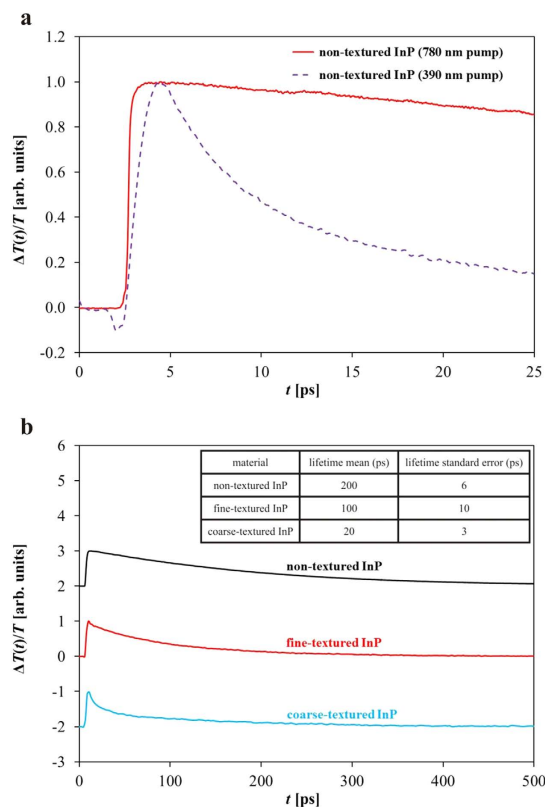 a
non-textured InP (780 nm pump)
non-textured InP (390 nm pump)
1.2
1.0
0.8
0.6
0.4
0.2
0.0
-0.2
ΔT(t)/T [arb. units]
0 5 10 15 20 25
t [ps]
b
6
5
4
3
2
1
0
-1
-2
-3
ΔT(t)/T [arb. units]
material lifetime mean (ps) lifetime standard error (ps)
non-textured InP 200 6
fine-textured InP 100 10
coarse-textured InP 20 3
non-textured InP
fine-textured InP
coarse-textured InP
0 100 200 300 400 500
t [ps]